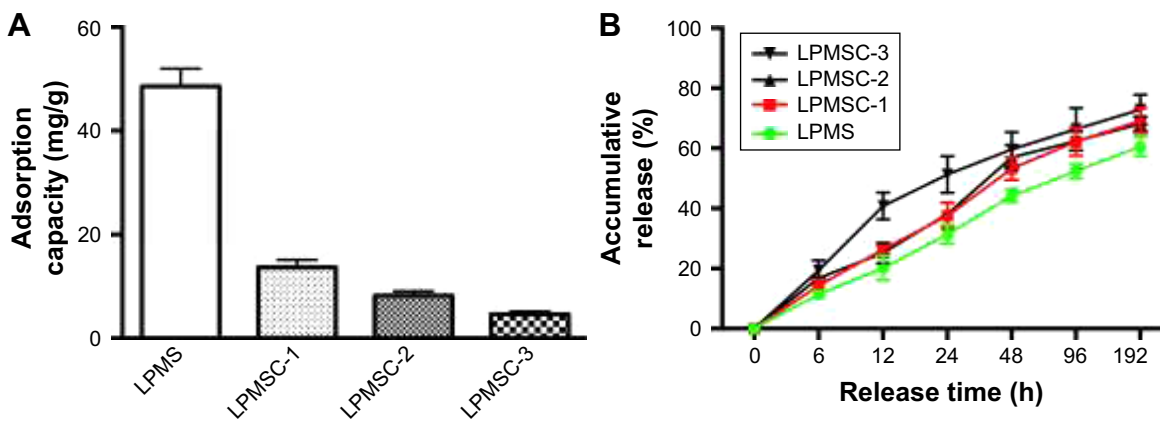 A
Adsorption
capacity (mg/g)
60
40
20
0
LPMS
LPMSC-1
LPMSC-2
LPMSC-3
B
Accumulative
release (%)
100
80
60
40
20
0
LPMSC-3
LPMSC-2
LPMSC-1
LPMS
0 6 12 24 48 96 192
Release time (h)